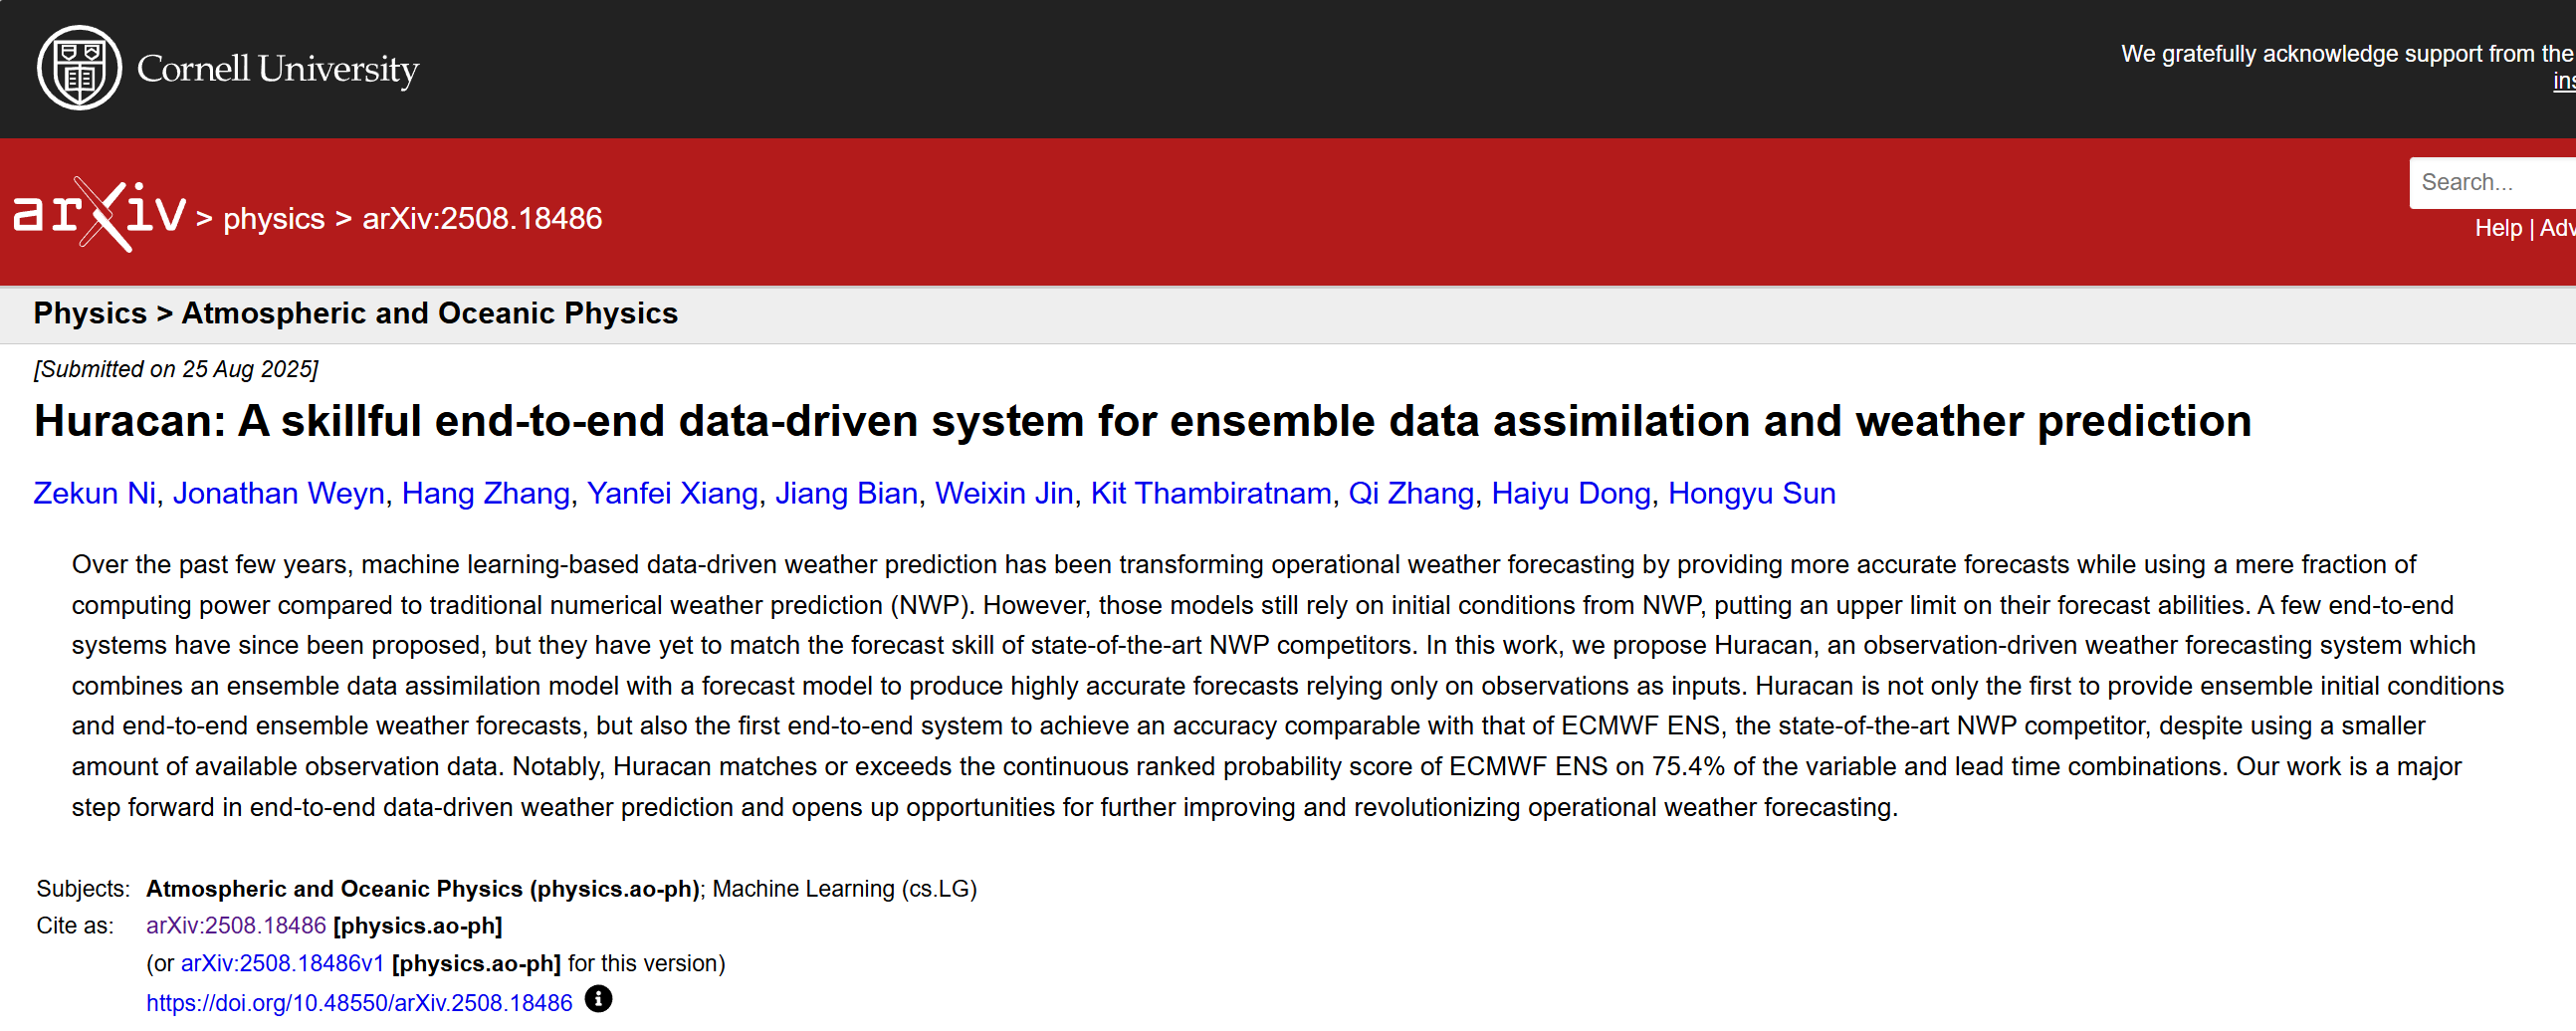 Cornell University
We gratefully acknowledge support from the
ins
arXiv > physics > arXiv:2508.18486
Search...
Help | Adv
Physics > Atmospheric and Oceanic Physics
[Submitted on 25 Aug 2025]
Huracan: A skillful end-to-end data-driven system for ensemble data assimilation and weather prediction
Zekun Ni, Jonathan Weyn, Hang Zhang, Yanfei Xiang, Jiang Bian, Weixin Jin, Kit Thambiratnam, Qi Zhang, Haiyu Dong, Hongyu Sun
Over the past few years, machine learning-based data-driven weather prediction has been transforming operational weather forecasting by providing more accurate forecasts while using a mere fraction of
computing power compared to traditional numerical weather prediction (NWP). However, those models still rely on initial conditions from NWP, putting an upper limit on their forecast abilities. A few end-to-end
systems have since been proposed, but they have yet to match the forecast skill of state-of-the-art NWP competitors. In this work, we propose Huracan, an observation-driven weather forecasting system which
combines an ensemble data assimilation model with a forecast model to produce highly accurate forecasts relying only on observations as inputs. Huracan is not only the first to provide ensemble initial conditions
and end-to-end ensemble weather forecasts, but also the first end-to-end system to achieve an accuracy comparable with that of ECMWF ENS, the state-of-the-art NWP competitor, despite using a smaller
amount of available observation data. Notably, Huracan matches or exceeds the continuous ranked probability score of ECMWF ENS on 75.4% of the variable and lead time combinations. Our work is a major
step forward in end-to-end data-driven weather prediction and opens up opportunities for further improving and revolutionizing operational weather forecasting.
Subjects: Atmospheric and Oceanic Physics (physics.ao-ph); Machine Learning (cs.LG)
Cite as: arXiv:2508.18486 [physics.ao-ph]
(or arXiv:2508.18486v1 [physics.ao-ph] for this version)
https://doi.org/10.48550/arXiv.2508.18486